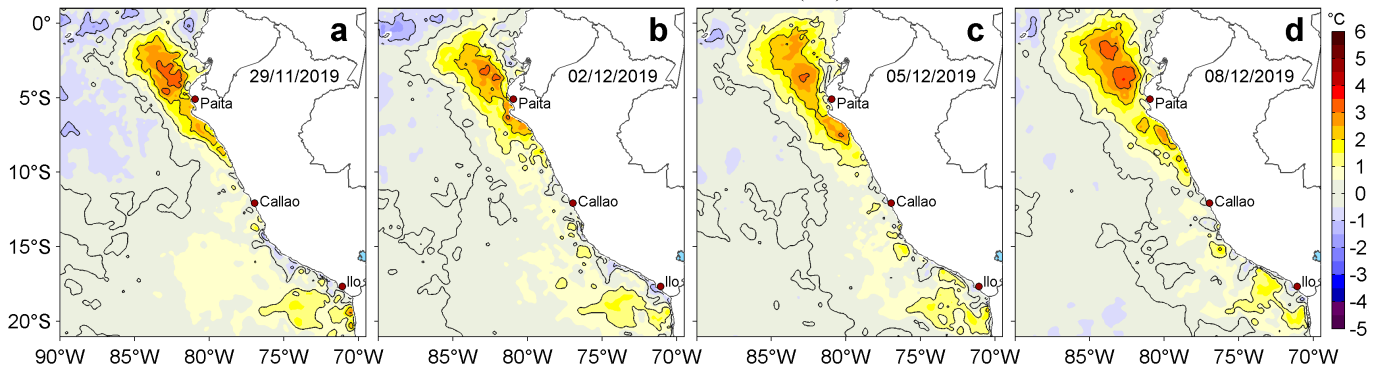 a
29/11/2019
Paita
Callao
Ilo
b
02/12/2019
Paita
Callao
Ilo
c
05/12/2019
Paita
Callao
Ilo
d
08/12/2019
Paita
Callao
Ilo
0°
5°S
10°S
15°S
20°S
90°W 85°W 80°W 75°W 70°W
85°W 80°W 75°W 70°W
85°W 80°W 75°W 70°W
85°W 80°W 75°W 70°W
°C
6
5
4
3
2
1
0
-1
-2
-3
-4
-5